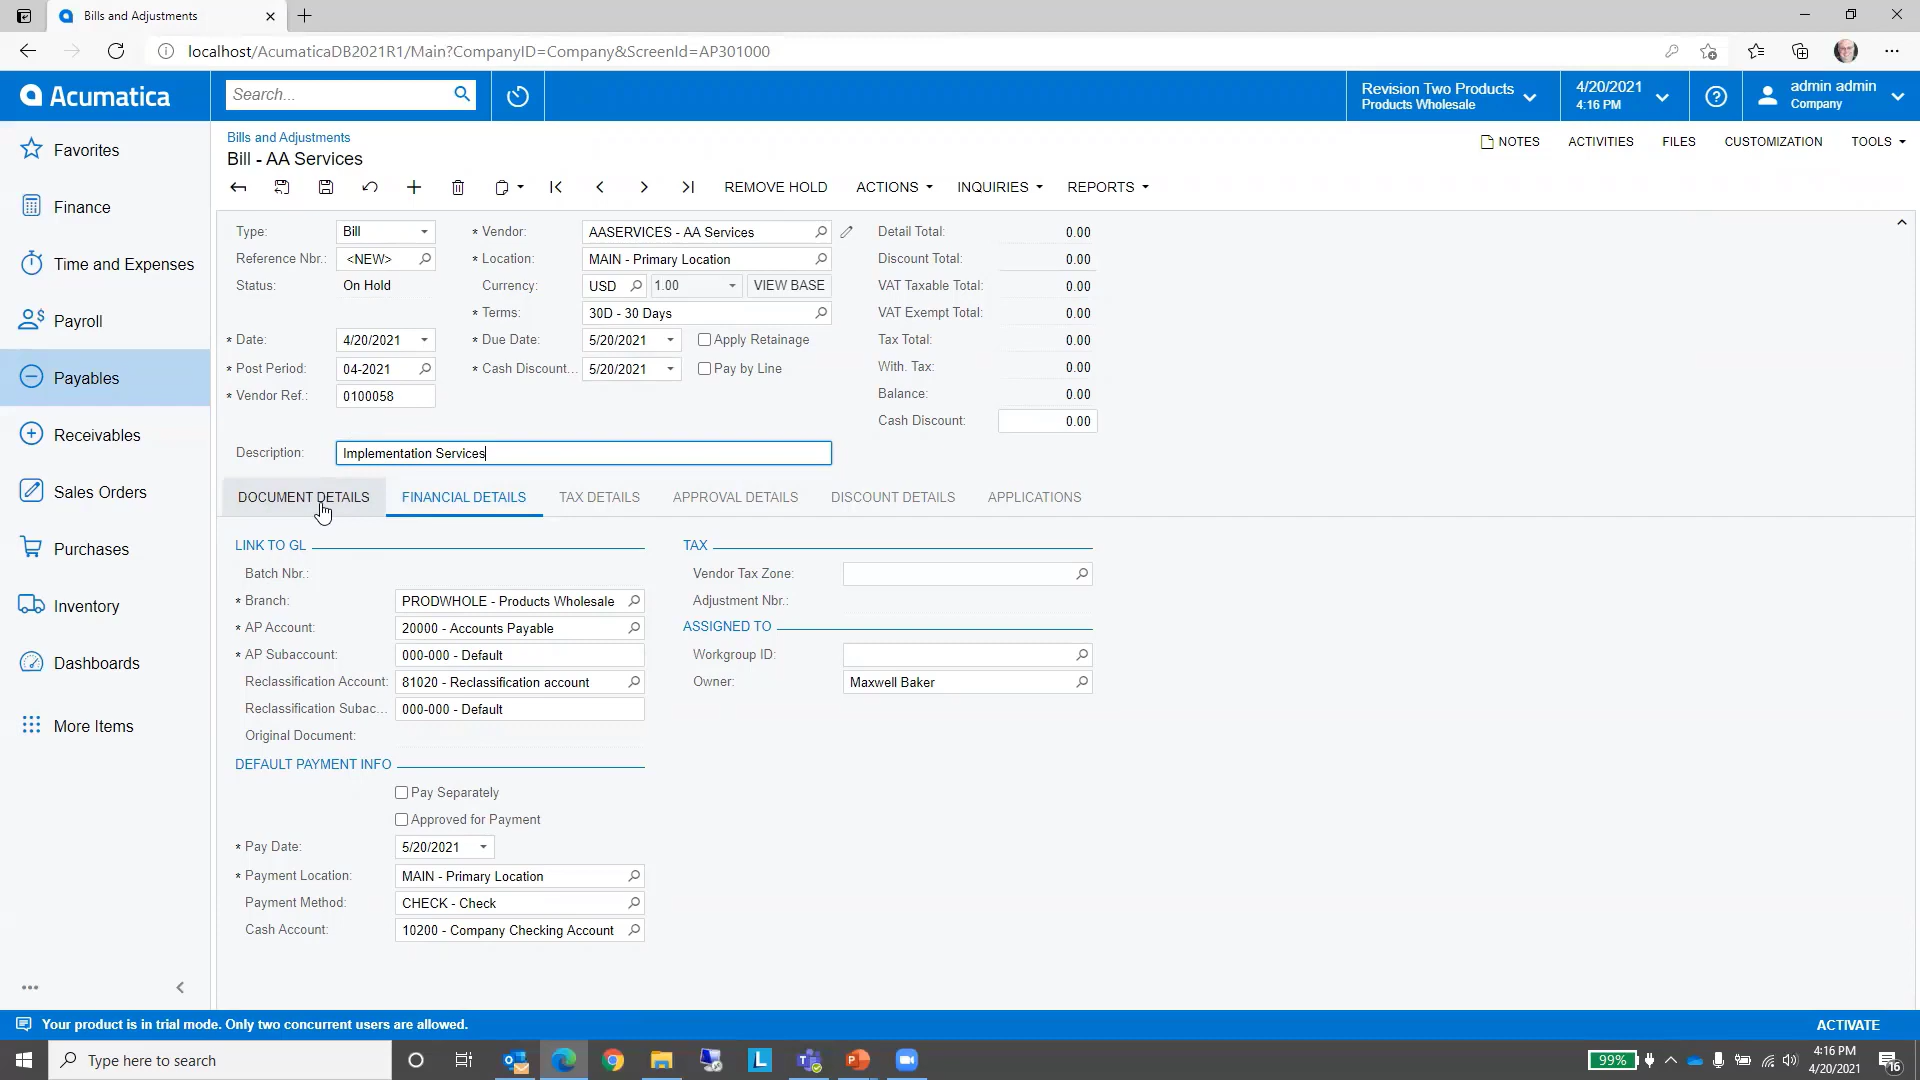 Bills and Adjustments
localhost/AcumaticaDB2021R1/Main?CompanyID=Company&ScreenId=AP301000
Acumatica
Search...
Revision Two Products
Products Wholesale
4/20/2021
4:16 PM
admin admin
Company
Favorites
Finance
Time and Expenses
Payroll
Payables
Receivables
Sales Orders
Purchases
Inventory
Dashboards
More Items
Bills and Adjustments
Bill - AA Services
NOTES ACTIVITIES FILES CUSTOMIZATION TOOLS
REMOVE HOLD ACTIONS INQUIRIES REPORTS
Type: Bill
Reference Nbr.: <NEW>
Status: On Hold
* Date: 4/20/2021
* Post Period: 04-2021
* Vendor Ref.: 0100058
* Vendor: AASERVICES - AA Services
* Location: MAIN - Primary Location
Currency: USD 1.00 VIEW BASE
* Terms: 30D - 30 Days
* Due Date: 5/20/2021 Apply Retainage
* Cash Discount... 5/20/2021 Pay by Line
Detail Total: 0.00
Discount Total: 0.00
VAT Taxable Total: 0.00
VAT Exempt Total: 0.00
Tax Total: 0.00
With. Tax: 0.00
Balance: 0.00
Cash Discount: 0.00
Description: Implementation Services
DOCUMENT DETAILS FINANCIAL DETAILS TAX DETAILS APPROVAL DETAILS DISCOUNT DETAILS APPLICATIONS
LINK TO GL
Batch Nbr.:
* Branch: PRODWHOLE - Products Wholesale
* AP Account: 20000 - Accounts Payable
* AP Subaccount: 000-000 - Default
Reclassification Account: 81020 - Reclassification account
Reclassification Subac... 000-000 - Default
Original Document:
DEFAULT PAYMENT INFO
Pay Separately
Approved for Payment
* Pay Date: 5/20/2021
* Payment Location: MAIN - Primary Location
Payment Method: CHECK - Check
Cash Account: 10200 - Company Checking Account
TAX
Vendor Tax Zone:
Adjustment Nbr.:
ASSIGNED TO
Workgroup ID:
Owner: Maxwell Baker
Your product is in trial mode. Only two concurrent users are allowed.
ACTIVATE
Type here to search
99%
4:16 PM
4/20/2021
16